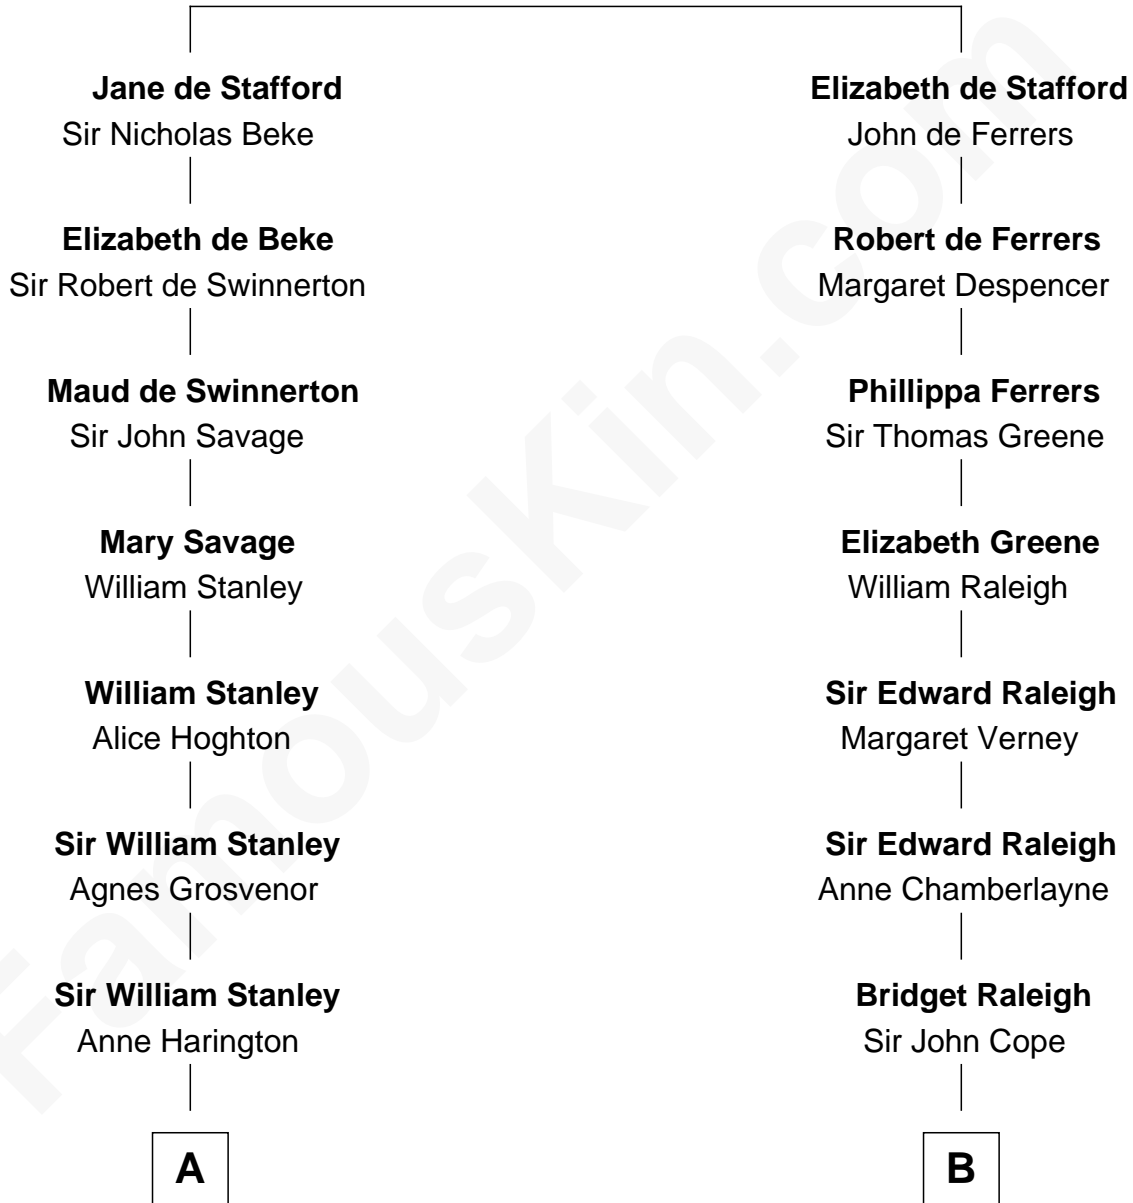 Jane de Stafford
Sir Nicholas Beke
Elizabeth de Beke
Sir Robert de Swinnerton
Maud de Swinnerton
Sir John Savage
Mary Savage
William Stanley
William Stanley
Alice Hoghton
Sir William Stanley
Agnes Grosvenor
Sir William Stanley
Anne Harington
A
Elizabeth de Stafford
John de Ferrers
Robert de Ferrers
Margaret Despencer
Phillippa Ferrers
Sir Thomas Greene
Elizabeth Greene
William Raleigh
Sir Edward Raleigh
Margaret Verney
Sir Edward Raleigh
Anne Chamberlayne
Bridget Raleigh
Sir John Cope
B
FamousKin.com